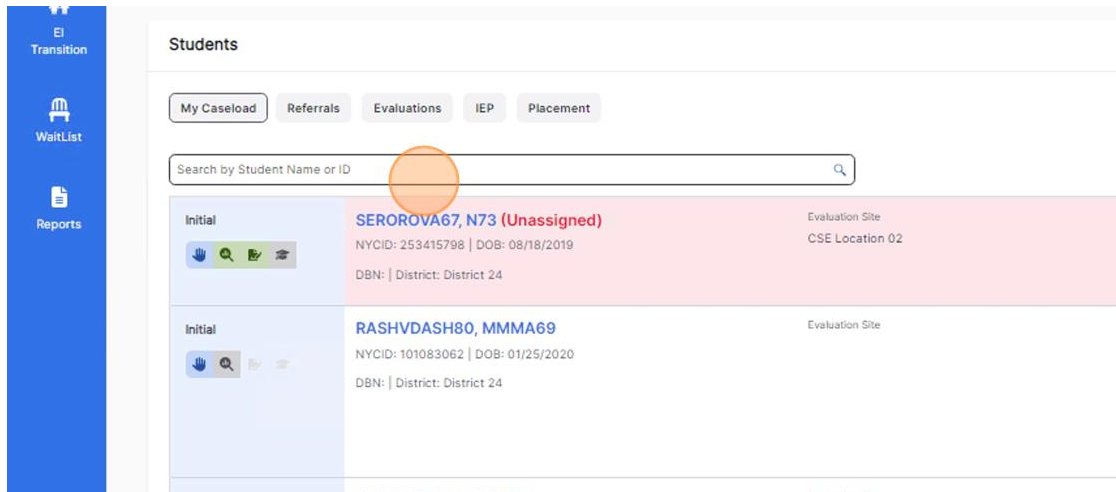 EI
Transition
WaitList
Reports
Students
My Caseload Referrals Evaluations IEP Placement
Search by Student Name or ID
Initial
SEROROVA67, N73 (Unassigned)
NYCID: 253415798 | DOB: 08/18/2019
DBN: | District: District 24
Evaluation Site
CSE Location 02
Initial
RASHVDASH80, MMMA69
NYCID: 101083062 | DOB: 01/25/2020
DBN: | District: District 24
Evaluation Site